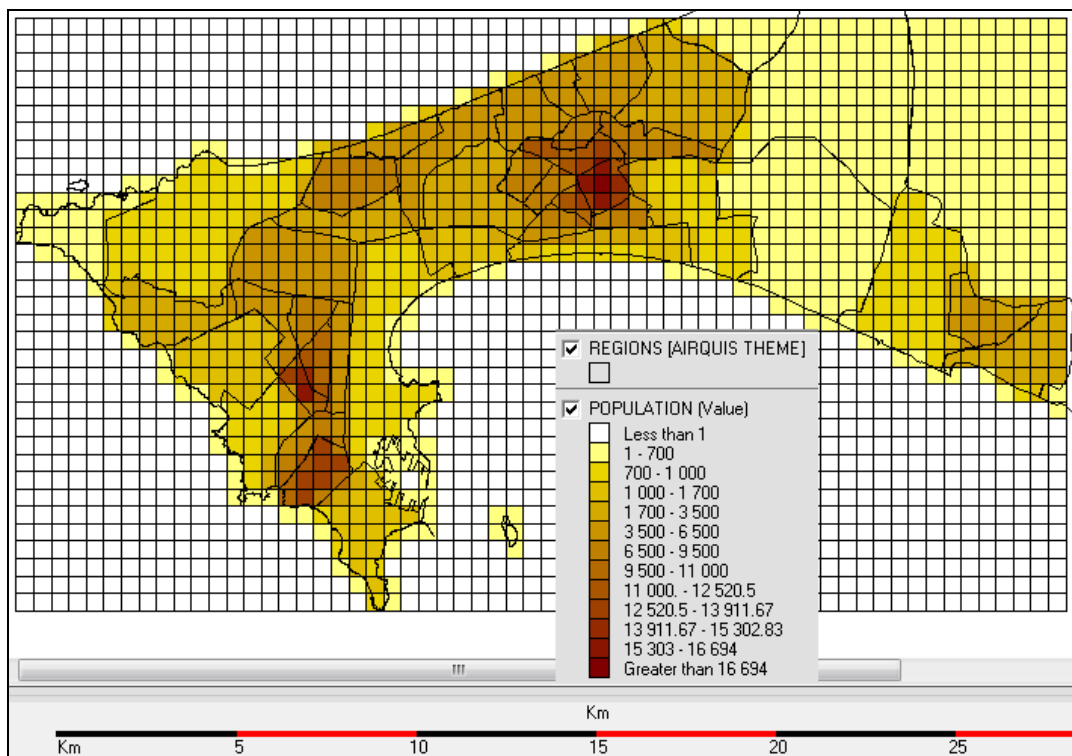 REGIONS [AIRQUIS THEME]
POPULATION (Value)
Less than 1
1 - 700
700 - 1 000
1 000 - 1 700
1 700 - 3 500
3 500 - 6 500
6 500 - 9 500
9 500 - 11 000
11 000. - 12 520.5
12 520.5 - 13 911.67
13 911.67 - 15 302.83
15 303 - 16 694
Greater than 16 694
Km
Km 5 10 15 20 25